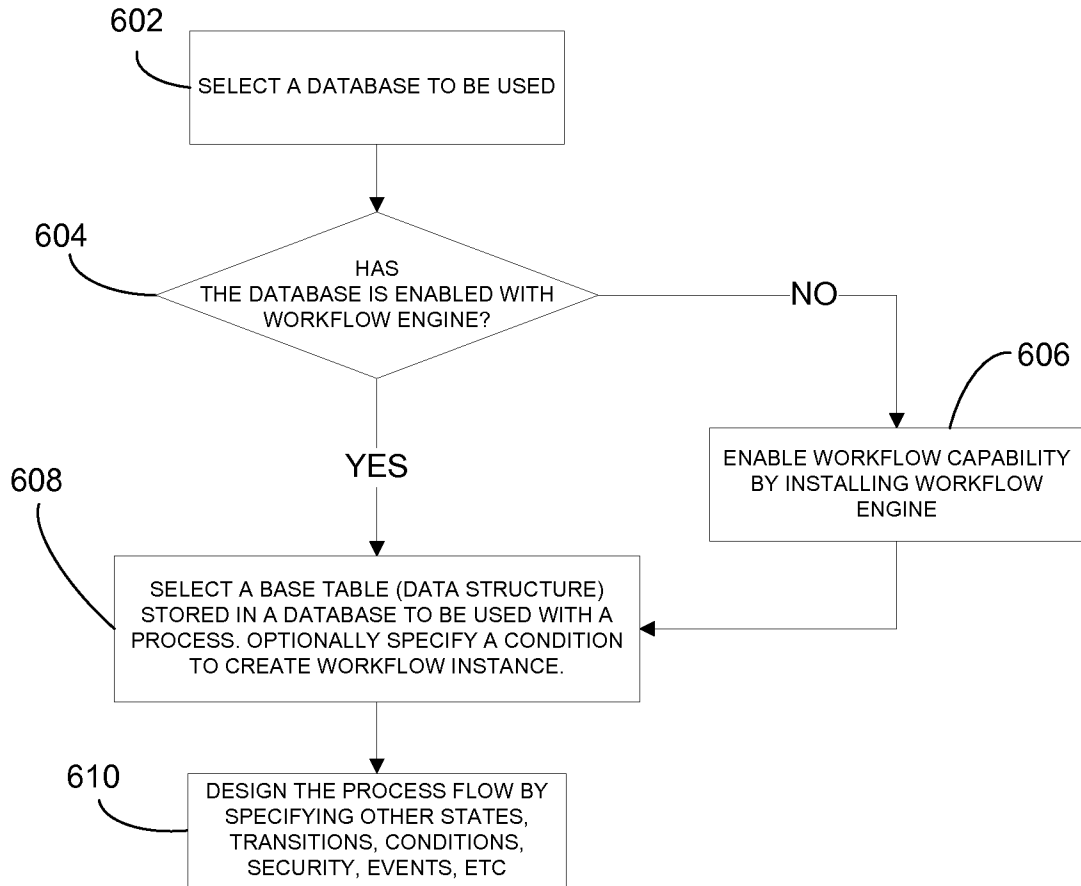 602
SELECT A DATABASE TO BE USED
604
HAS
THE DATABASE IS ENABLED WITH
WORKFLOW ENGINE?
NO
606
ENABLE WORKFLOW CAPABILITY
BY INSTALLING WORKFLOW
ENGINE
YES
608
SELECT A BASE TABLE (DATA STRUCTURE)
STORED IN A DATABASE TO BE USED WITH A
PROCESS. OPTIONALLY SPECIFY A CONDITION
TO CREATE WORKFLOW INSTANCE.
610
DESIGN THE PROCESS FLOW BY
SPECIFYING OTHER STATES,
TRANSITIONS, CONDITIONS,
SECURITY, EVENTS, ETC